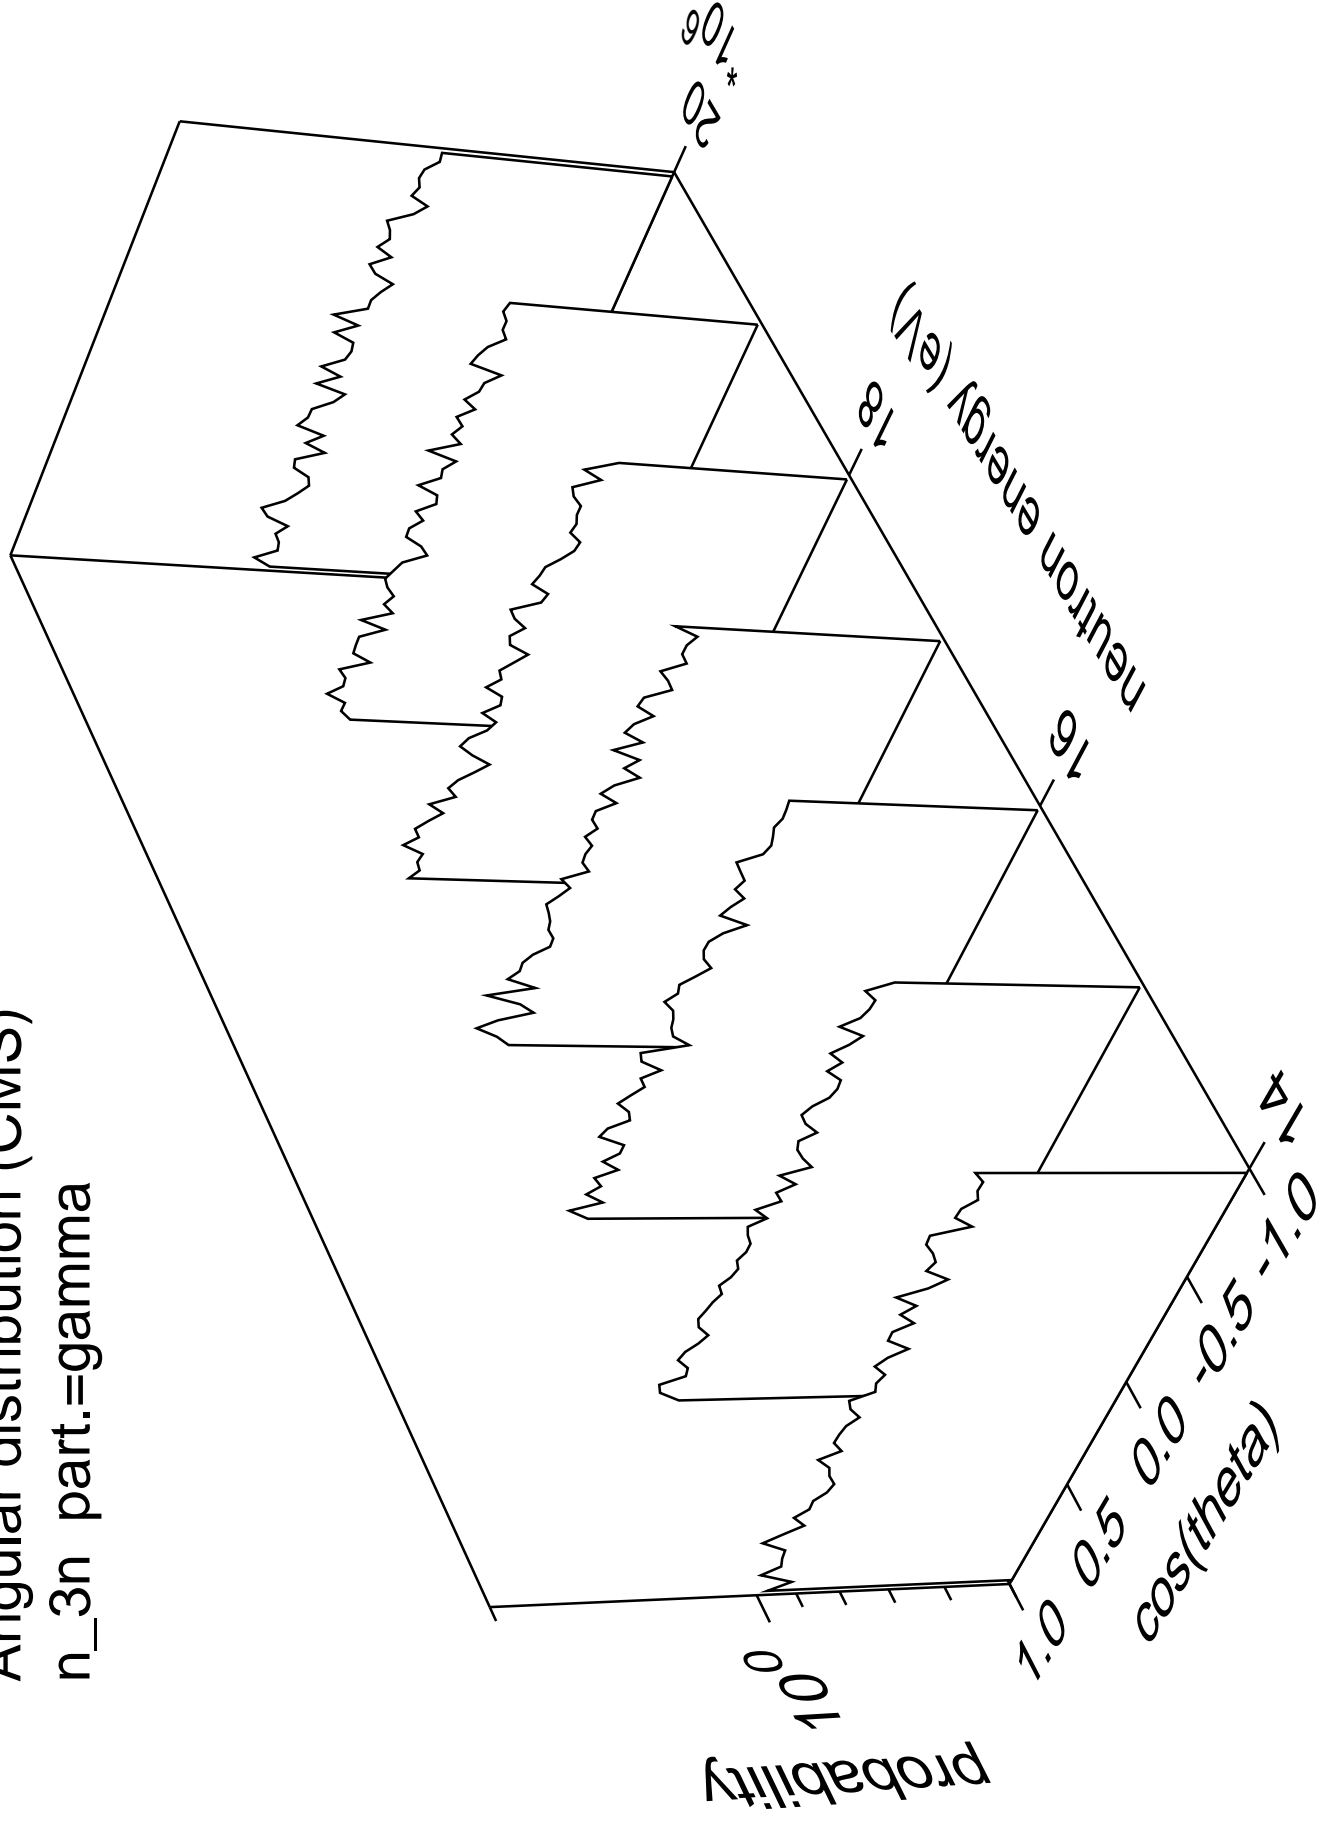 Angular distribution (CMS)
n_3n part.=gamma
probability
10 0
1.0 0.5 0.0 -0.5 -1.0
cos(theta)
14 16 18 20 * 10 6
neutron energy (eV)